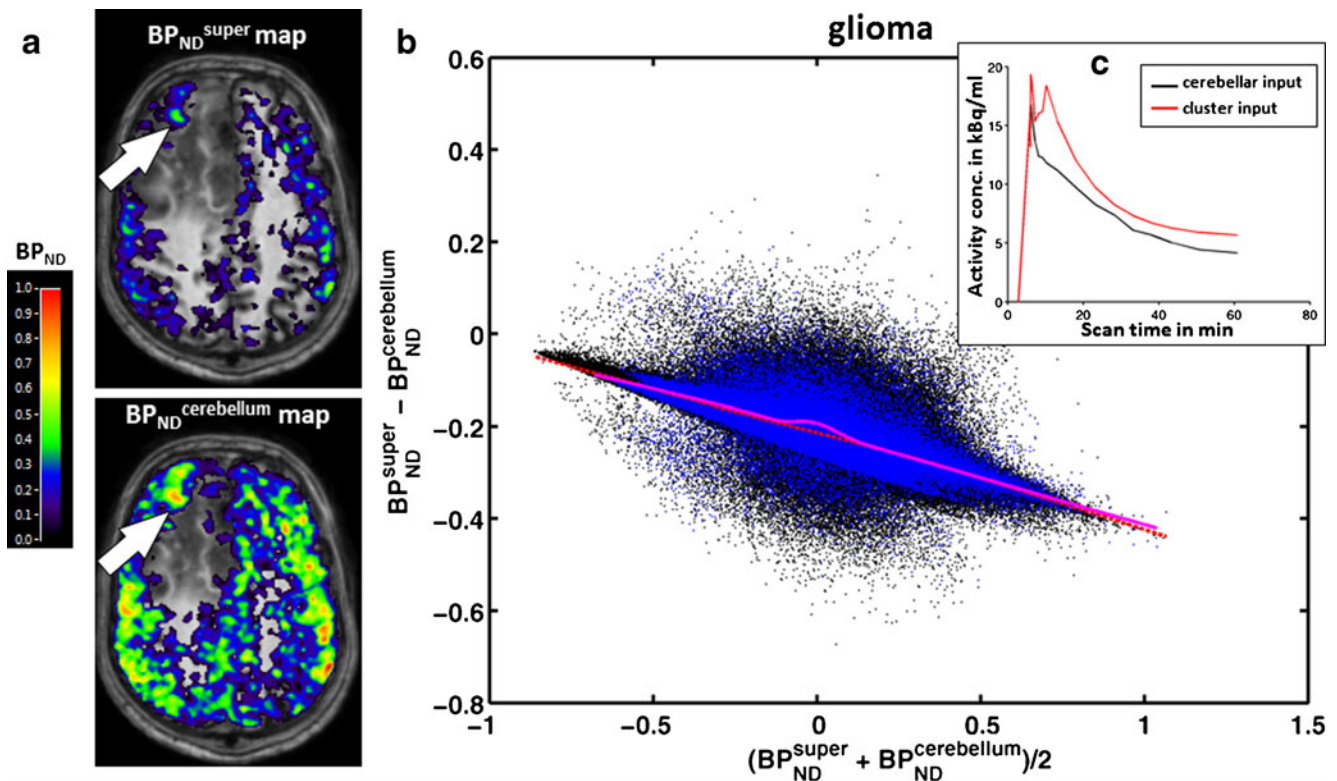 a
BP_ND^super map
BP_ND
1.0
0.9
0.8
0.7
0.6
0.5
0.4
0.3
0.2
0.1
0.0
BP_ND^cerebellum map
b
glioma
BP_ND^super − BP_ND^cerebellum
0.6
0.4
0.2
0
−0.2
−0.4
−0.6
−0.8
−1
−0.5
0
0.5
1
1.5
(BP_ND^super + BP_ND^cerebellum)/2
c
cerebellar input
cluster input
Activity conc. in kBq/ml
20
15
10
5
0
0
20
40
60
80
Scan time in min